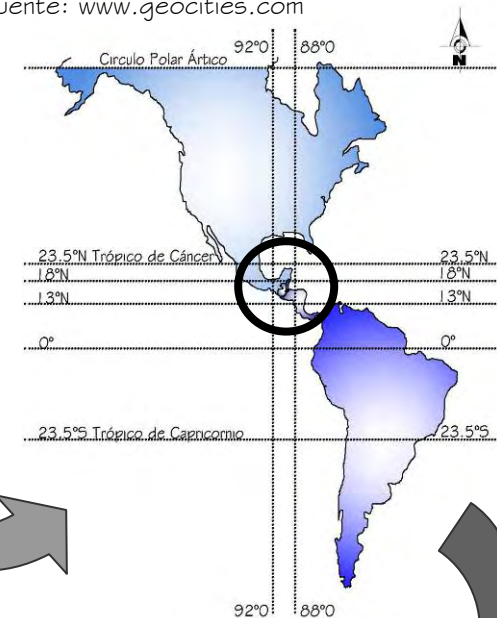 uente: www.geocities.com
92°0 88°0
N
Circulo Polar Ártico
23.5°N Trópico de Cáncer 23.5°N
18°N 18°N
13°N 13°N
0° 0°
23.5°S Trópico de Capricornio 23.5°S
92°0 88°0